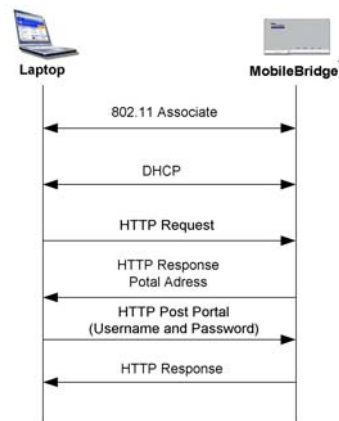 Laptop
MobileBridge
802.11 Associate
DHCP
HTTP Request
HTTP Response
Potal Adress
HTTP Post Portal
(Username and Password)
HTTP Response